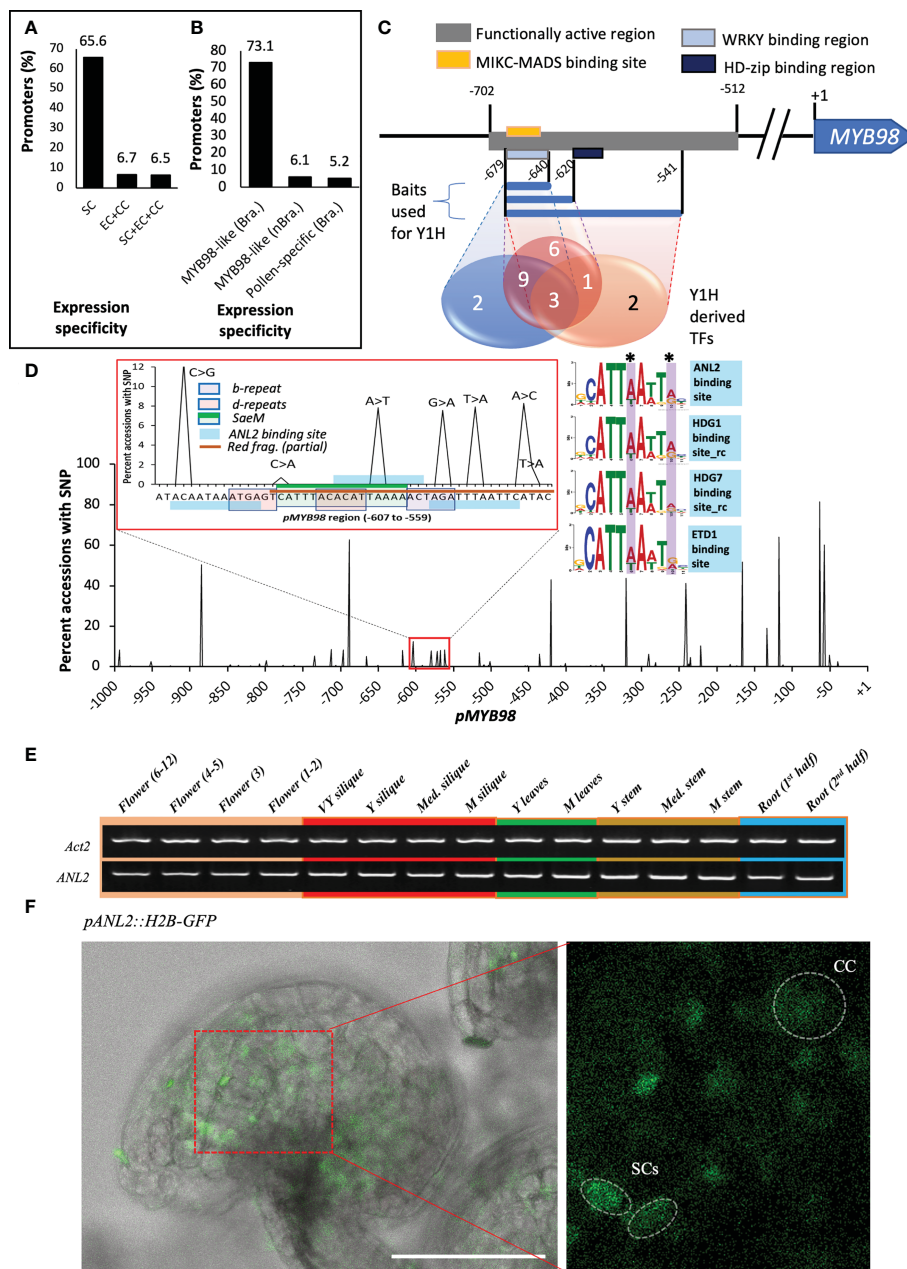 A
65.6
70
60
50
40
30
20
10
0
Promoters (%)
6.7
6.5
SC
EC+CC
SC+EC+CC
Expression
specificity
B
73.1
80
70
60
50
40
30
20
10
0
Promoters (%)
6.1
5.2
MYB98-like (Bra.)
MYB98-like (nBra.)
Pollen-specific (Bra.)
Expression
specificity
C
Functionally active region
MIKC-MADS binding site
WRKY binding region
HD-zip binding region
-702
-512
+1
MYB98
-679
-640
-620
-541
Baits
used
for Y1H
6
9
1
2
3
2
Y1H
derived
TFs
D
Percent accessions with SNP
12
10
8
6
4
2
0
C>G
b-repeat
d-repeats
SaeM
ANL2 binding site
Red frag. (partial)
C>A
A>T
G>A
T>A
A>C
T>A
ATACAATAAATGAGTCATTTACACATTAAAAACTAGATTTAATTCATAC
pMYB98 region (-607 to -559)
* *
ANL2
binding
site
HDG1
binding
site_rc
HDG7
binding
site_rc
ETD1
binding
site
Percent accessions with SNP
100
80
60
40
20
0
-1000
-950
-900
-850
-800
-750
-700
-650
-600
-550
-500
-450
-400
-350
-300
-250
-200
-150
-100
-50
+1
pMYB98
E
Flower (6-12)
Flower (4-5)
Flower (3)
Flower (1-2)
VY silique
Y silique
Med. silique
M silique
Y leaves
M leaves
Y stem
Med. stem
M stem
Root (1st half)
Root (2nd half)
Act2
ANL2
F
pANL2::H2B-GFP
CC
SCs